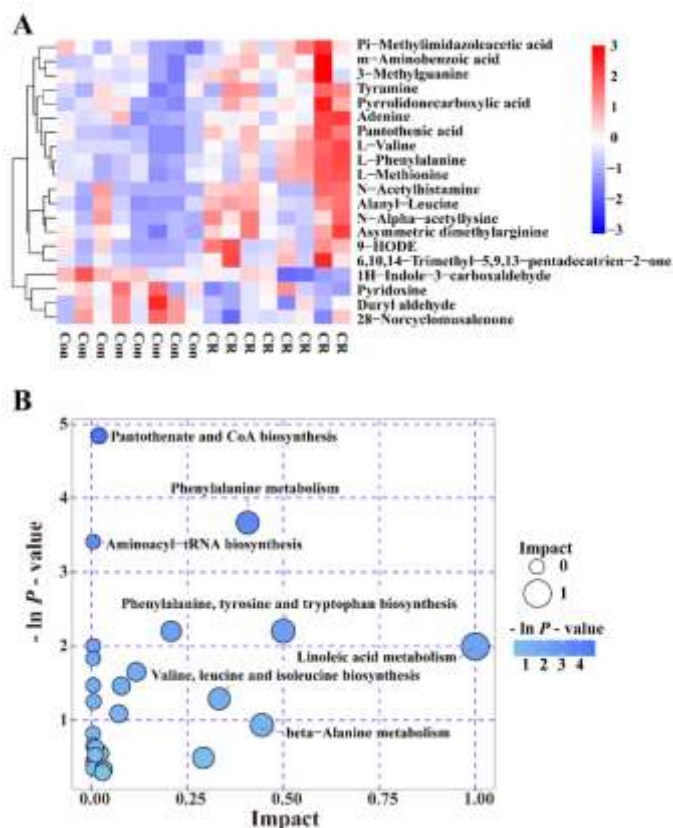 A
Pi-Methylimidazoleacetic acid
m-Aminobenzoic acid
3-Methylguanine
Tyramine
Pyrrolidonecarboxylic acid
Adenine
Pantothenic acid
L-Valine
L-Phenylalanine
L-Methionine
N-Acetylhistamine
Alanyl-Leucine
N-Alpha-acetyllysine
Asymmetric dimethylarginine
9-HODE
6,10,14-Trimethyl-5,9,13-pentadecatrien-2-one
1H-Indole-3-carboxaldehyde
Pyridoxine
Duryl aldehyde
28-Norcyclomusalenone
3
2
1
0
-1
-2
-3
Con Con Con Con Con Con Con Con CR CR CR CR CR CR CR CR
B
5
4
3
2
1
- ln P - value
Pantothenate and CoA biosynthesis
Phenylalanine metabolism
Aminoacyl-tRNA biosynthesis
Phenylalanine, tyrosine and tryptophan biosynthesis
Linoleic acid metabolism
Valine, leucine and isoleucine biosynthesis
beta-Alanine metabolism
0.00 0.25 0.50 0.75 1.00
Impact
Impact
0
1
- ln P - value
1 2 3 4